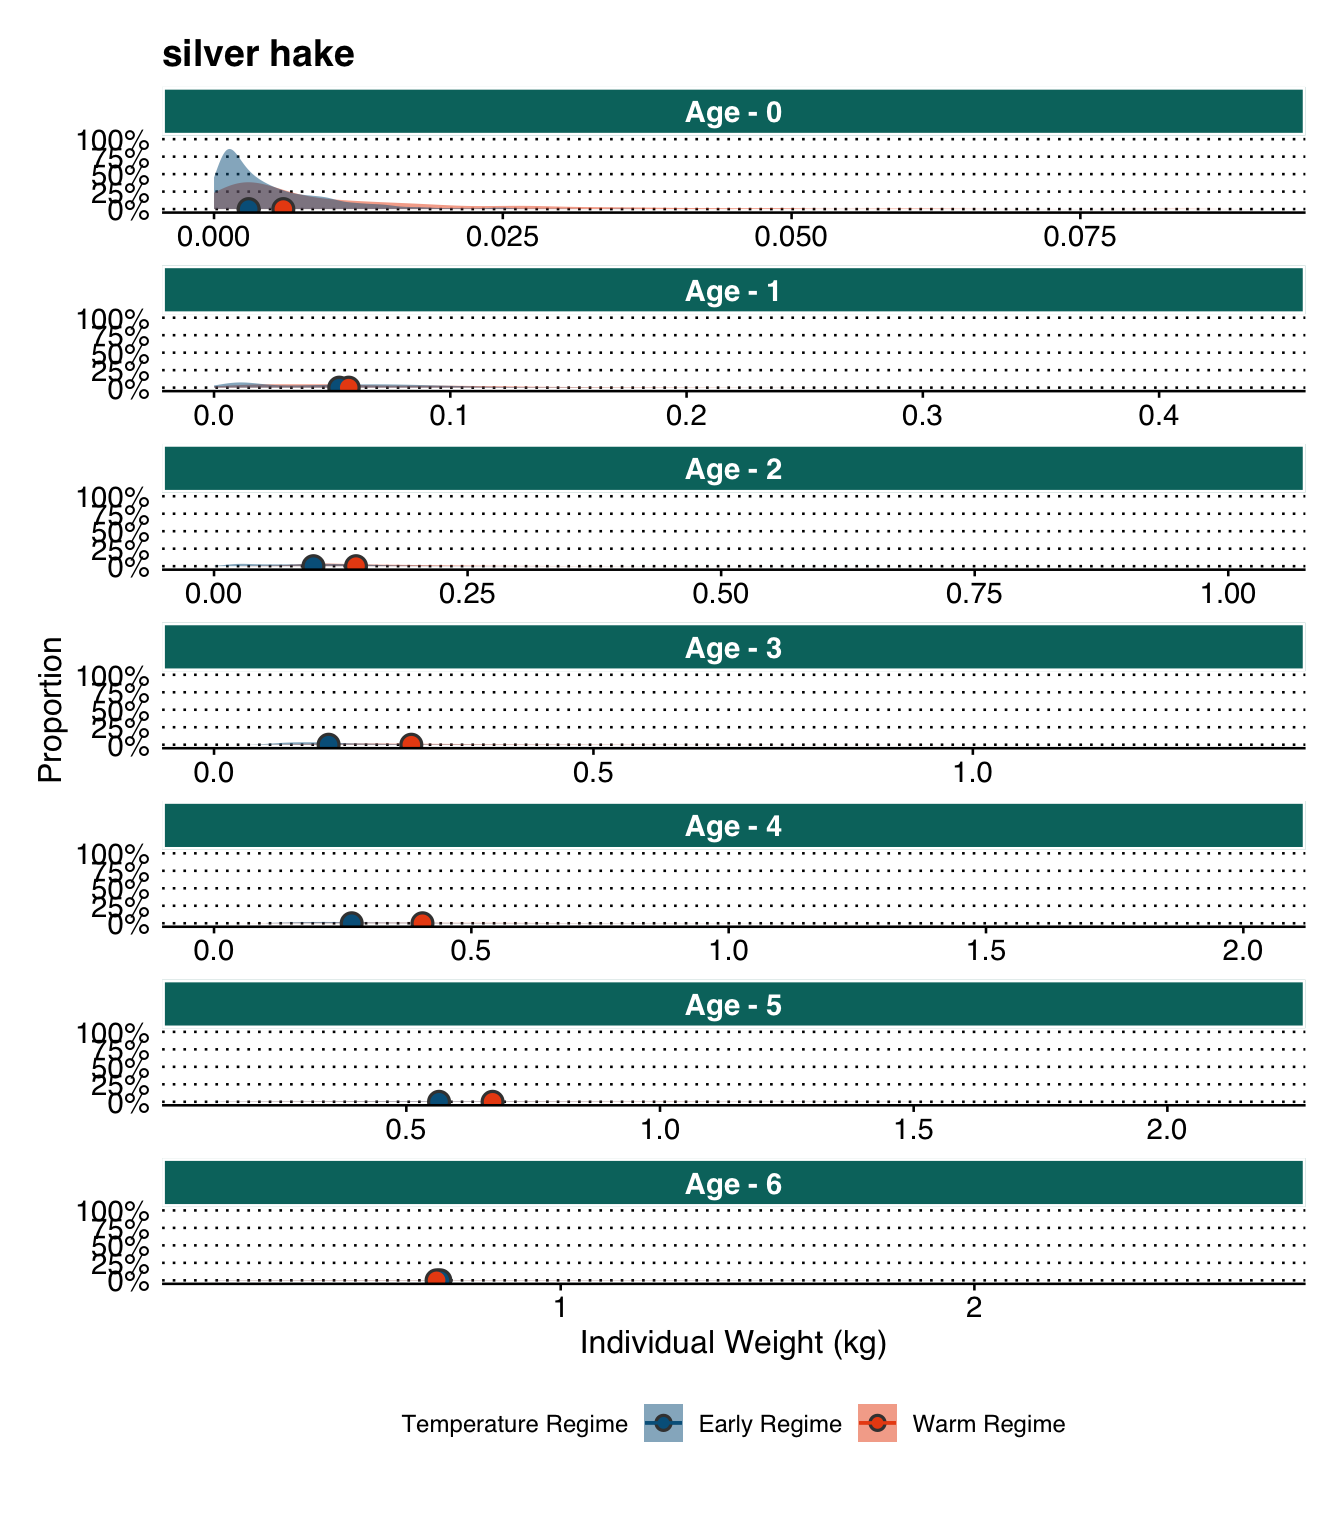 silver hake
Age - 0
100%
75%
50%
25%
0%
0.000 0.025 0.050 0.075
Age - 1
100%
75%
50%
25%
0%
0.0 0.1 0.2 0.3 0.4
Age - 2
100%
75%
50%
25%
0%
0.00 0.25 0.50 0.75 1.00
Age - 3
100%
75%
50%
25%
0%
0.0 0.5 1.0
Proportion
Age - 4
100%
75%
50%
25%
0%
0.0 0.5 1.0 1.5 2.0
Age - 5
100%
75%
50%
25%
0%
0.5 1.0 1.5 2.0
Age - 6
100%
75%
50%
25%
0%
1 2
Individual Weight (kg)
Temperature Regime Early Regime Warm Regime